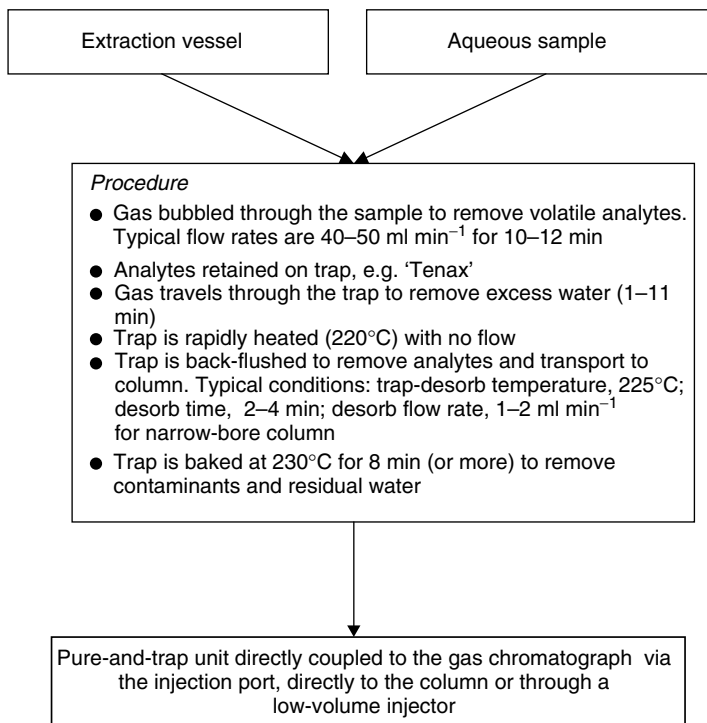 Extraction vessel
Aqueous sample
Procedure
● Gas bubbled through the sample to remove volatile analytes.
Typical flow rates are 40–50 ml min⁻¹ for 10–12 min
● Analytes retained on trap, e.g. ‘Tenax’
● Gas travels through the trap to remove excess water (1–11
min)
● Trap is rapidly heated (220°C) with no flow
● Trap is back-flushed to remove analytes and transport to
column. Typical conditions: trap-desorb temperature, 225°C;
desorb time, 2–4 min; desorb flow rate, 1–2 ml min⁻¹
for narrow-bore column
● Trap is baked at 230°C for 8 min (or more) to remove
contaminants and residual water
Pure-and-trap unit directly coupled to the gas chromatograph via
the injection port, directly to the column or through a
low-volume injector